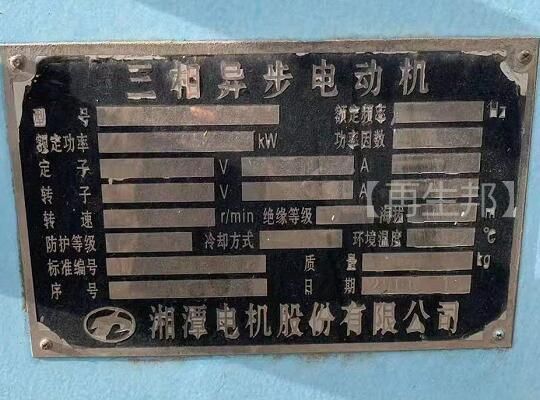 三相异步电动机
型号 额定频率 Hz
额定功率 kW 功率因数
定子 V A
转子 V A
转速 r/min 绝缘等级 海拔 m
防护等级 冷却方式 环境温度 ℃
标准编号 质量 kg
序号 日期
湘潭电机股份有限公司
【再生邦】